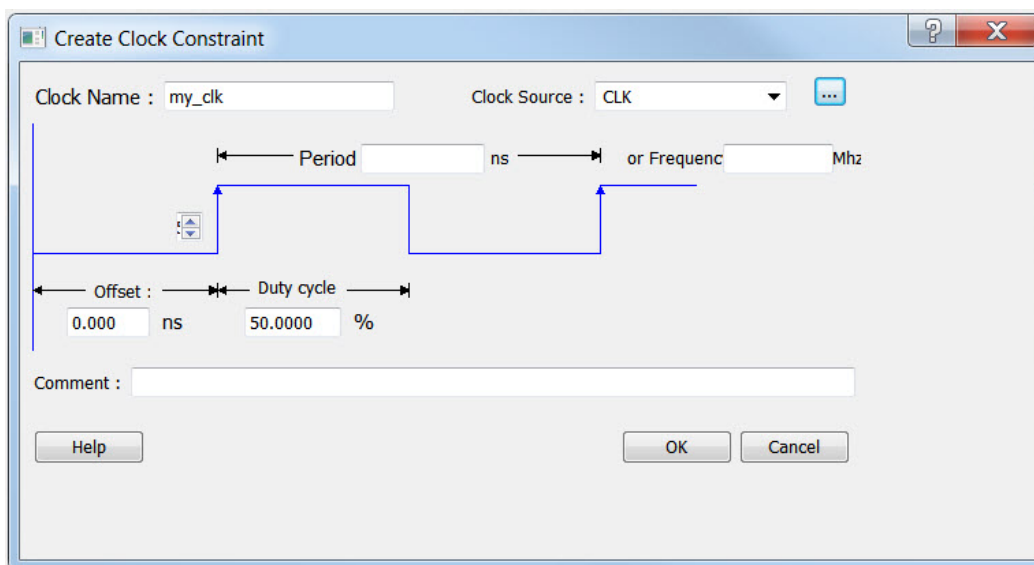 Create Clock Constraint
Clock Name : my_clk Clock Source : CLK ...
Period ns or Frequenc Mhz
Offset : Duty cycle
0.000 ns 50.0000 %
Comment :
Help OK Cancel